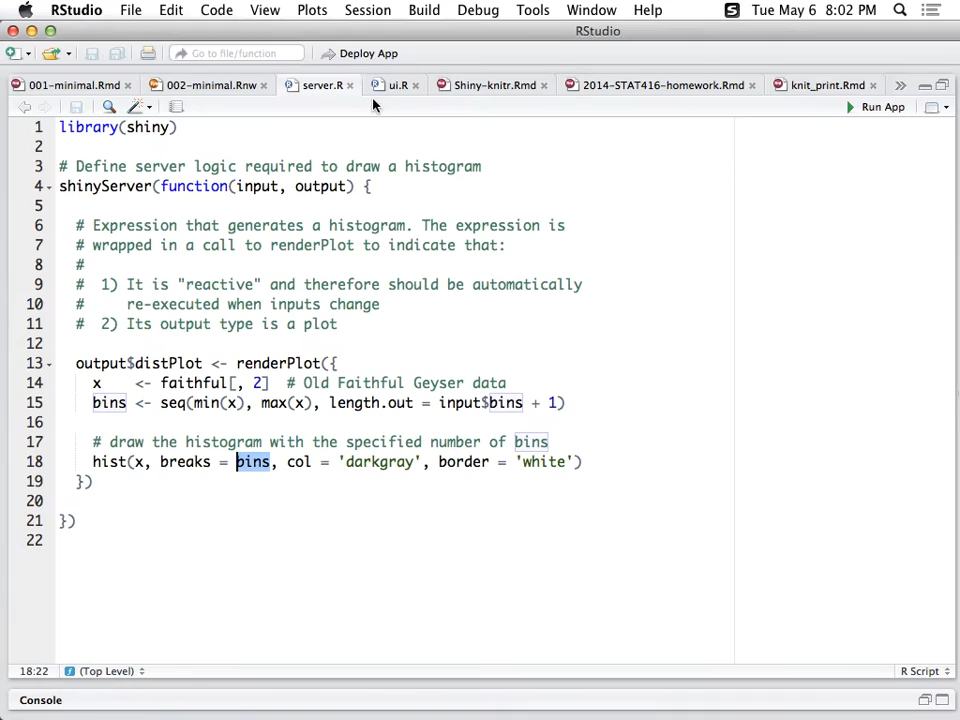 RStudio File Edit Code View Plots Session Build Debug Tools Window Help S Tue May 6 8:02 PM
RStudio
Go to file/function Deploy App
001-minimal.Rmd 002-minimal.Rnw server.R ui.R Shiny-knitr.Rmd 2014-STAT416-homework.Rmd knit_print.Rmd
Run App
1 library(shiny)
2
3 # Define server logic required to draw a histogram
4 shinyServer(function(input, output) {
5
6 # Expression that generates a histogram. The expression is
7 # wrapped in a call to renderPlot to indicate that:
8 #
9 # 1) It is "reactive" and therefore should be automatically
10 # re-executed when inputs change
11 # 2) Its output type is a plot
12
13 output$distPlot <- renderPlot({
14 x <- faithful[, 2] # Old Faithful Geyser data
15 bins <- seq(min(x), max(x), length.out = input$bins + 1)
16
17 # draw the histogram with the specified number of bins
18 hist(x, breaks = bins, col = 'darkgray', border = 'white')
19 })
20
21 })
22
18:22 (Top Level) R Script
Console